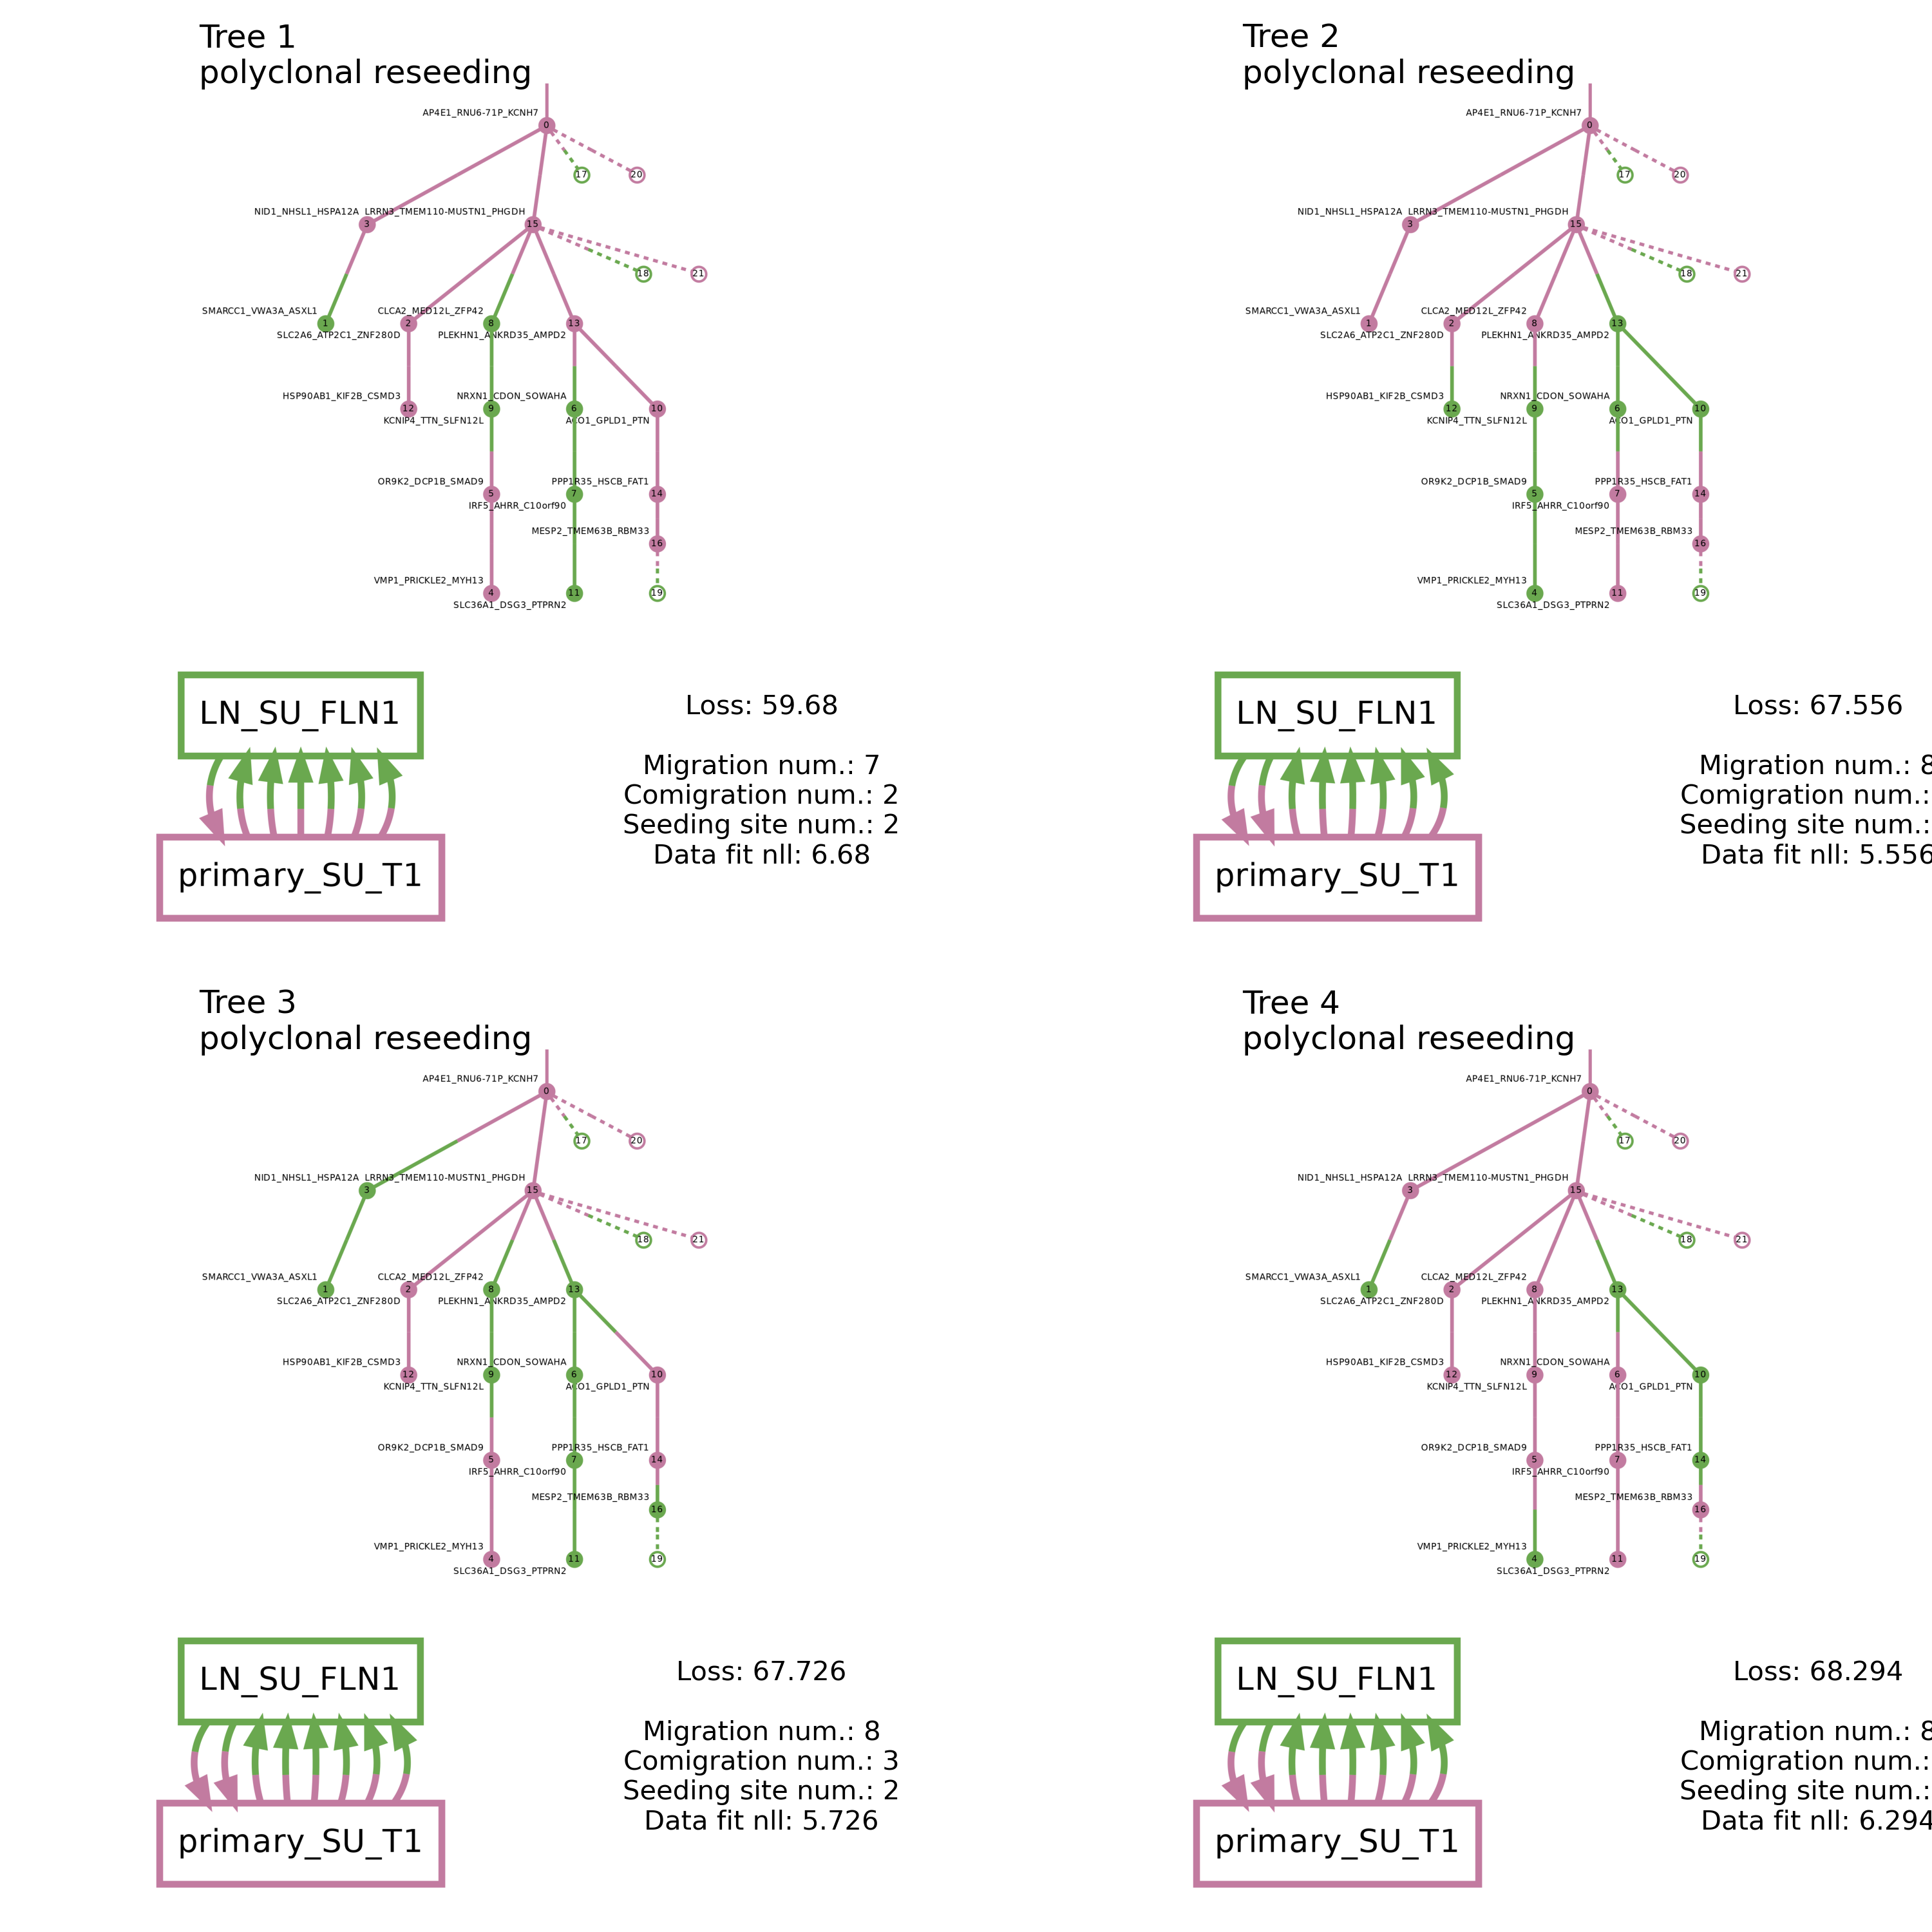 Tree 1
polyclonal reseeding
AP4E1_RNU6-71P_KCNH7
0
17
20
NID1_NHSL1_HSPA12A LRRN3_TMEM110-MUSTN1_PHGDH
3
15
18
21
SMARCC1_VWA3A_ASXL1
CLCA2_MED12L_ZFP42
1
2
8
13
SLC2A6_ATP2C1_ZNF280D
PLEKHN1_ANKRD35_AMPD2
HSP90AB1_KIF2B_CSMD3
NRXN1_CDON_SOWAHA
12
9
6
10
KCNIP4_TTN_SLFN12L
ACO1_GPLD1_PTN
OR9K2_DCP1B_SMAD9
PPP1R35_HSCB_FAT1
5
7
14
IRF5_AHRR_C10orf90
MESP2_TMEM63B_RBM33
16
VMP1_PRICKLE2_MYH13
4
11
19
SLC36A1_DSG3_PTPRN2
LN_SU_FLN1
primary_SU_T1
Loss: 59.68
Migration num.: 7
Comigration num.: 2
Seeding site num.: 2
Data fit nll: 6.68
Tree 2
polyclonal reseeding
AP4E1_RNU6-71P_KCNH7
0
17
20
NID1_NHSL1_HSPA12A LRRN3_TMEM110-MUSTN1_PHGDH
3
15
18
21
SMARCC1_VWA3A_ASXL1
CLCA2_MED12L_ZFP42
1
2
8
13
SLC2A6_ATP2C1_ZNF280D
PLEKHN1_ANKRD35_AMPD2
HSP90AB1_KIF2B_CSMD3
NRXN1_CDON_SOWAHA
12
9
6
10
KCNIP4_TTN_SLFN12L
ACO1_GPLD1_PTN
OR9K2_DCP1B_SMAD9
PPP1R35_HSCB_FAT1
5
7
14
IRF5_AHRR_C10orf90
MESP2_TMEM63B_RBM33
16
VMP1_PRICKLE2_MYH13
4
11
19
SLC36A1_DSG3_PTPRN2
LN_SU_FLN1
primary_SU_T1
Loss: 67.556
Migration num.: 8
Comigration num.:
Seeding site num.:
Data fit nll: 5.556
Tree 3
polyclonal reseeding
AP4E1_RNU6-71P_KCNH7
0
17
20
NID1_NHSL1_HSPA12A LRRN3_TMEM110-MUSTN1_PHGDH
3
15
18
21
SMARCC1_VWA3A_ASXL1
CLCA2_MED12L_ZFP42
1
2
8
13
SLC2A6_ATP2C1_ZNF280D
PLEKHN1_ANKRD35_AMPD2
HSP90AB1_KIF2B_CSMD3
NRXN1_CDON_SOWAHA
12
9
6
10
KCNIP4_TTN_SLFN12L
ACO1_GPLD1_PTN
OR9K2_DCP1B_SMAD9
PPP1R35_HSCB_FAT1
5
7
14
IRF5_AHRR_C10orf90
MESP2_TMEM63B_RBM33
16
VMP1_PRICKLE2_MYH13
4
11
19
SLC36A1_DSG3_PTPRN2
LN_SU_FLN1
primary_SU_T1
Loss: 67.726
Migration num.: 8
Comigration num.: 3
Seeding site num.: 2
Data fit nll: 5.726
Tree 4
polyclonal reseeding
AP4E1_RNU6-71P_KCNH7
0
17
20
NID1_NHSL1_HSPA12A LRRN3_TMEM110-MUSTN1_PHGDH
3
15
18
21
SMARCC1_VWA3A_ASXL1
CLCA2_MED12L_ZFP42
1
2
8
13
SLC2A6_ATP2C1_ZNF280D
PLEKHN1_ANKRD35_AMPD2
HSP90AB1_KIF2B_CSMD3
NRXN1_CDON_SOWAHA
12
9
6
10
KCNIP4_TTN_SLFN12L
ACO1_GPLD1_PTN
OR9K2_DCP1B_SMAD9
PPP1R35_HSCB_FAT1
5
7
14
IRF5_AHRR_C10orf90
MESP2_TMEM63B_RBM33
16
VMP1_PRICKLE2_MYH13
4
11
19
SLC36A1_DSG3_PTPRN2
LN_SU_FLN1
primary_SU_T1
Loss: 68.294
Migration num.: 8
Comigration num.:
Seeding site num.:
Data fit nll: 6.294